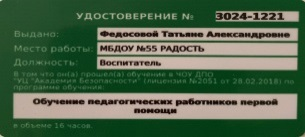 УДОСТОВЕРЕНИЕ № 3024-1221
Выдано: Федосовой Татьяне Александровне
Место работы: МБДОУ №55 РАДОСТЬ
Должность: Воспитатель
В том что он(а) прошел(а) обучение в ЧОУ ДПО
"УЦ "Академия Безопасности" (лицензия №2051 от 28.02.2018) по
программе обучения:
Обучение педагогических работников первой
помощи
в объеме 16 часов.